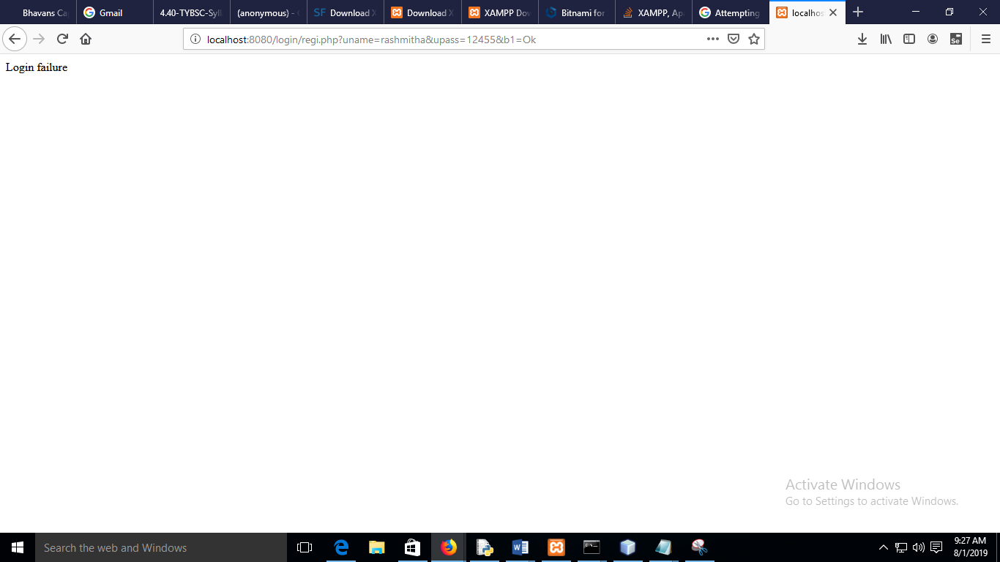 Bhavans Ca
Gmail
4.40-TYBSC-Syll
(anonymous) -
SF Download X
Download X
XAMPP Dow
Bitnami for
XAMPP, Ap
Attempting
localhos
localhost:8080/login/regi.php?uname=rashmitha&upass=12455&b1=Ok
Se
Login failure
Activate Windows
Go to Settings to activate Windows.
Search the web and Windows
9:27 AM
8/1/2019